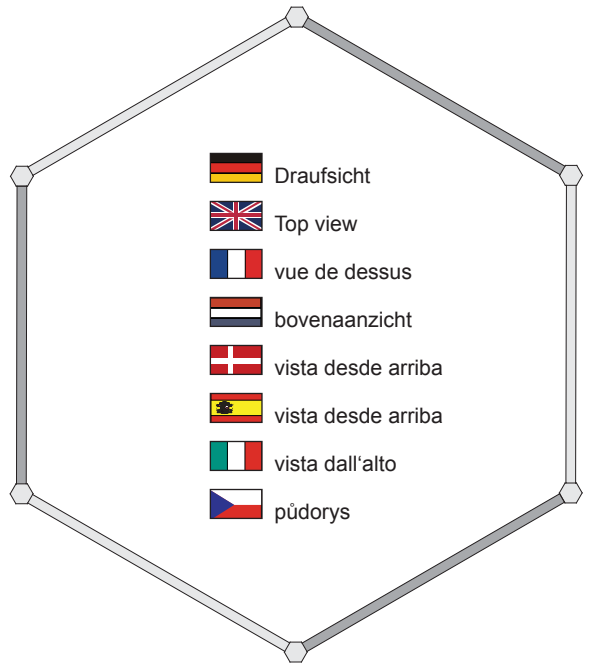 Draufsicht
Top view
vue de dessus
bovenaanzicht
vista desde arriba
vista desde arriba
vista dall‘alto
půdorys